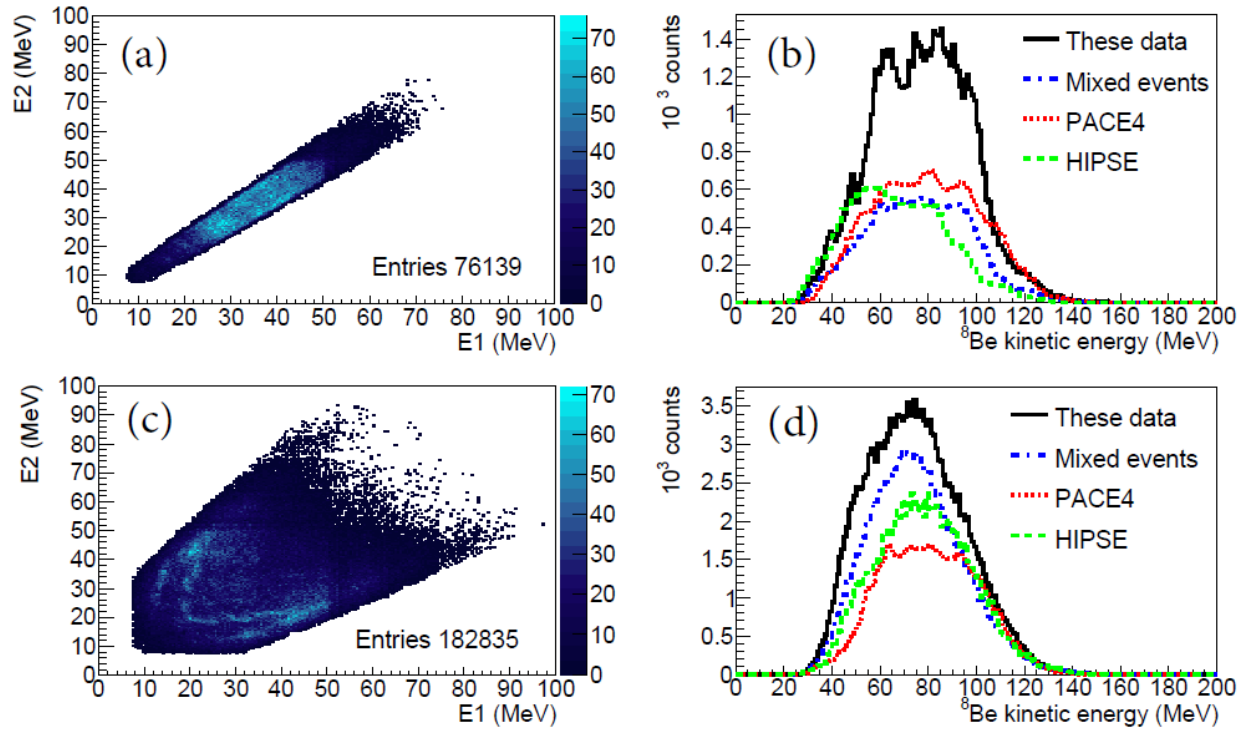 (a)
E2 (MeV)
100
90
80
70
60
50
40
30
20
10
0
Entries 76139
0 10 20 30 40 50 60 70 80 90 100
E1 (MeV)
70
60
50
40
30
20
10
0
(b)
10³ counts
1.4
1.2
1
0.8
0.6
0.4
0.2
0
These data
Mixed events
PACE4
HIPSE
0 20 40 60 80 100 120 140 160 180 200
⁸Be kinetic energy (MeV)
(c)
E2 (MeV)
100
90
80
70
60
50
40
30
20
10
0
Entries 182835
0 10 20 30 40 50 60 70 80 90 100
E1 (MeV)
70
60
50
40
30
20
10
0
(d)
10³ counts
3.5
3
2.5
2
1.5
1
0.5
0
These data
Mixed events
PACE4
HIPSE
0 20 40 60 80 100 120 140 160 180 200
⁸Be kinetic energy (MeV)